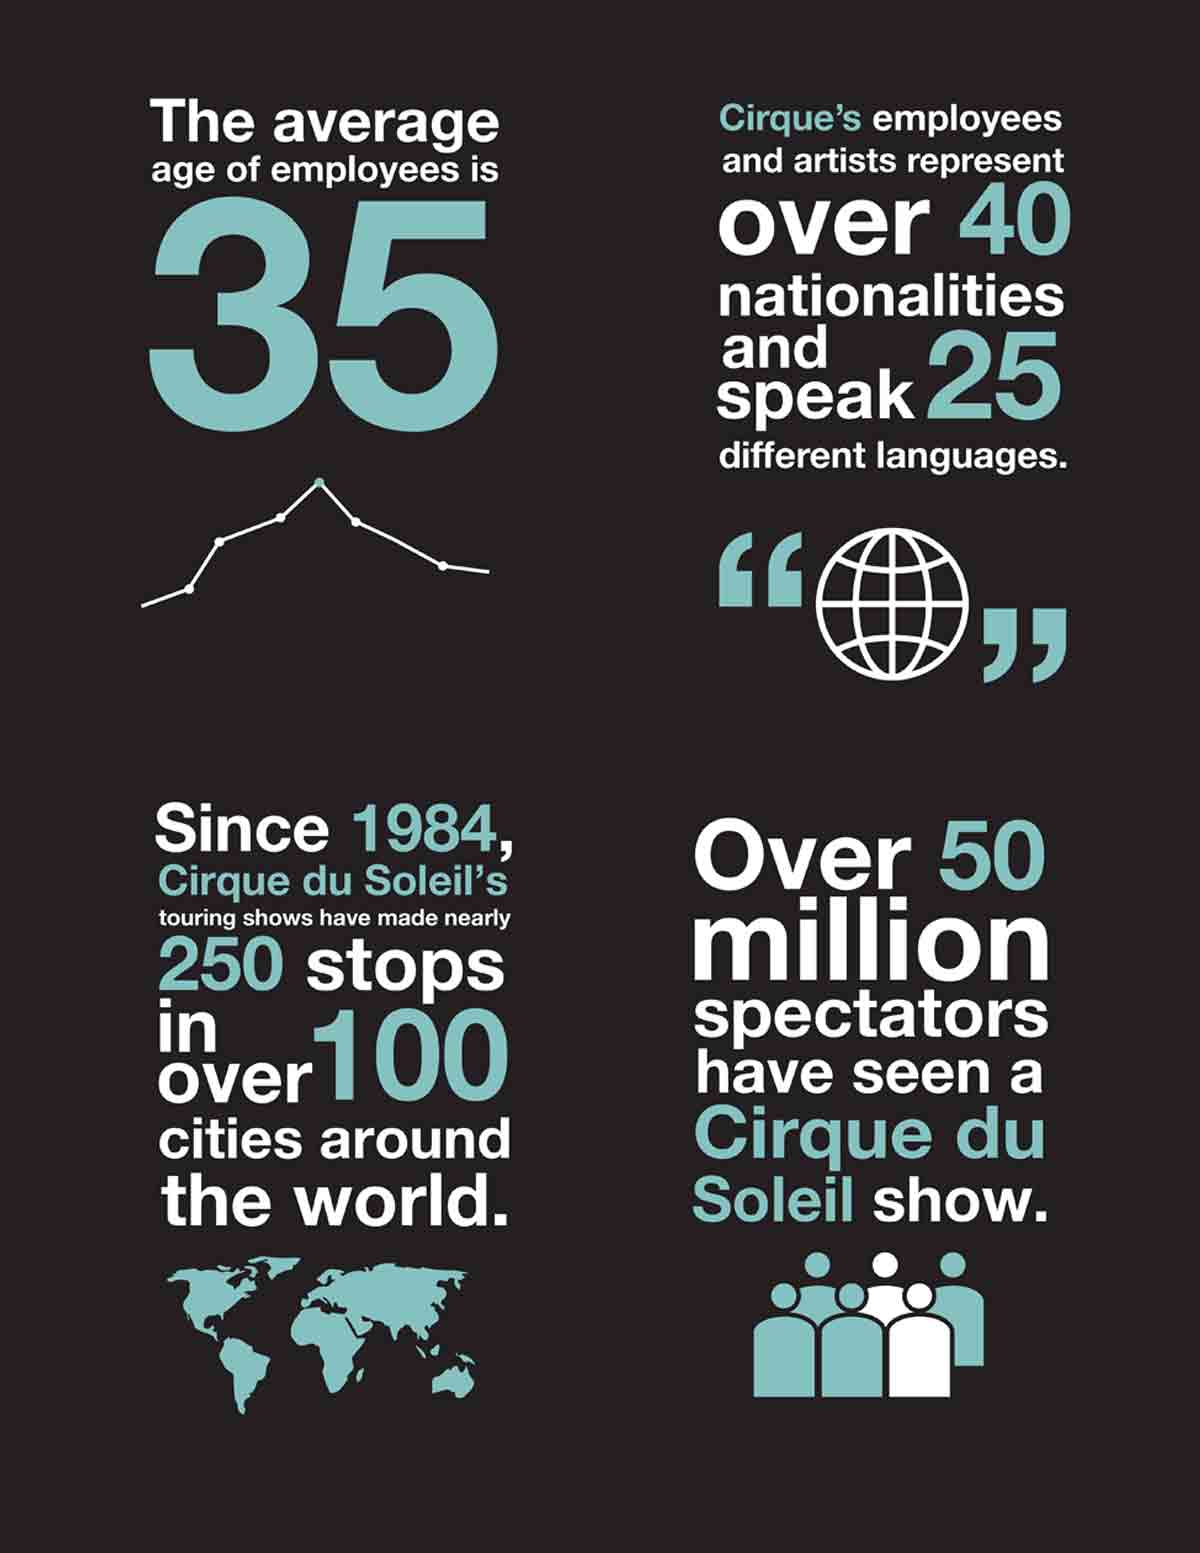 The average
age of employees is
35
Cirque's employees
and artists represent
over 40
nationalities
and
speak 25
different languages.
“
”
Since 1984,
Cirque du Soleil's
touring shows have made nearly
250 stops
in
over 100
cities around
the world.
Over 50
million
spectators
have seen a
Cirque du
Soleil show.